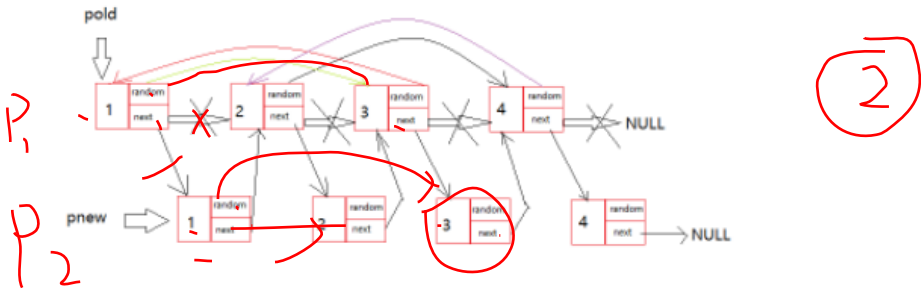 pold
②
1 random next 2 random next 3 random next 4 random next NULL
P1
pnew 1 random next 2 random next 3 random next 4 random next NULL
P2